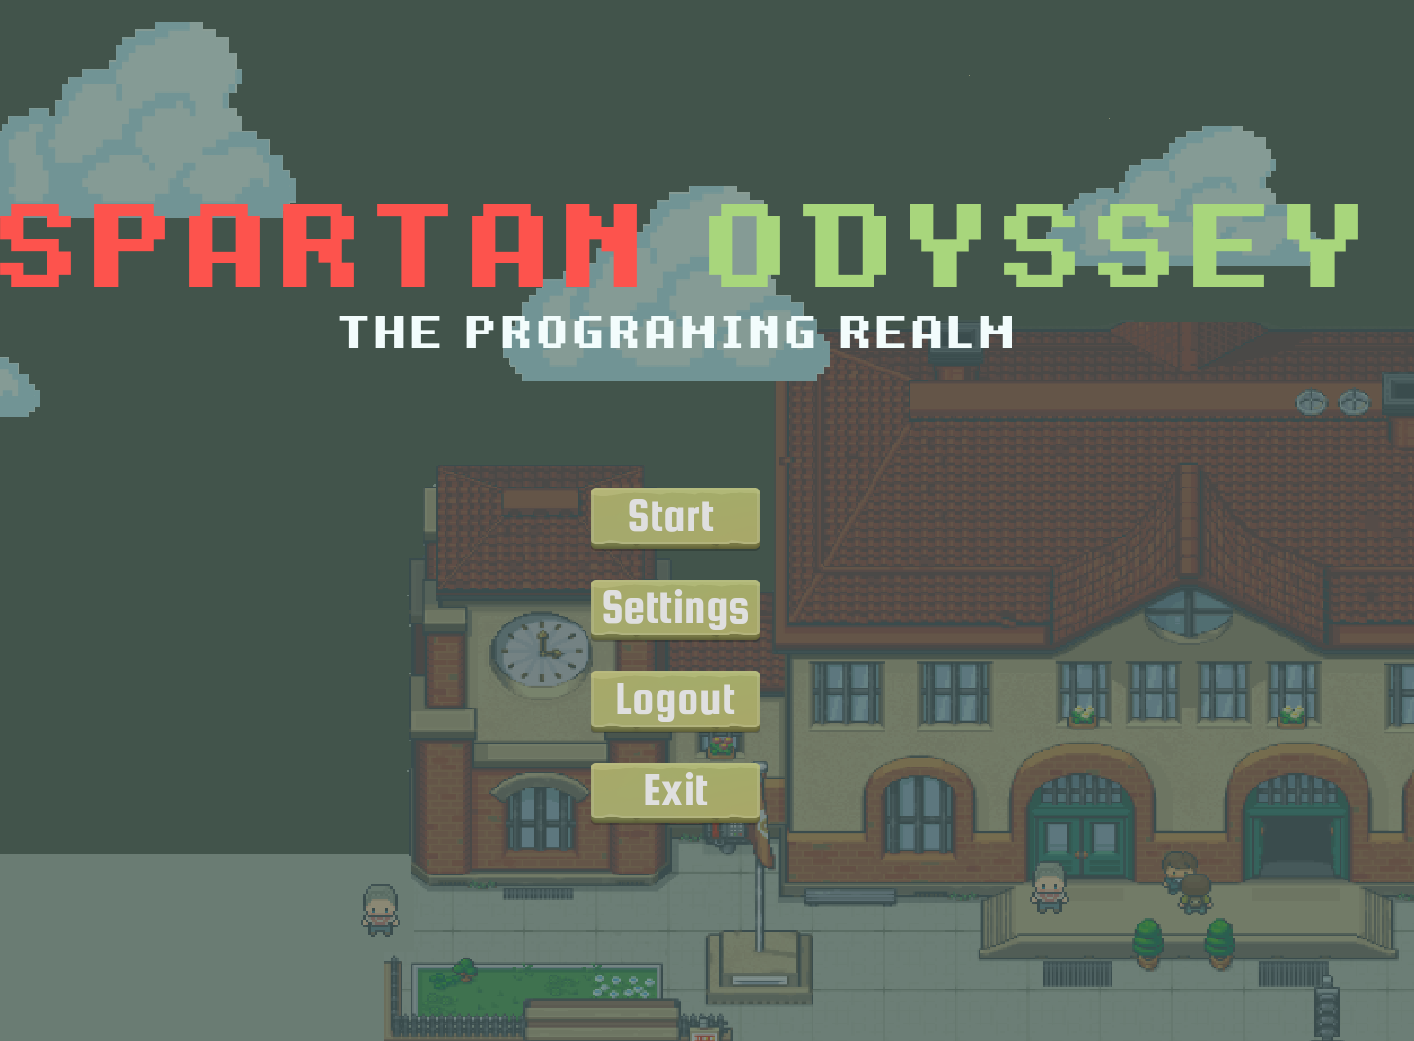 SPARTAN ODYSSEY
THE PROGRAMING REALM
Start
Settings
Logout
Exit